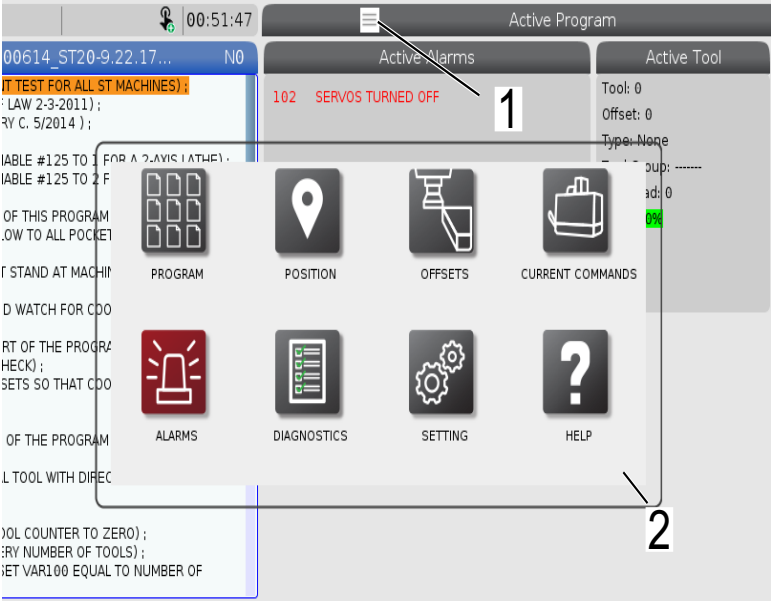 00:51:47
Active Program
00614_ST20-9.22.17...
N0
Active Alarms
Active Tool
NT TEST FOR ALL ST MACHINES) ;
LAW 2-3-2011) ;
RY C. 5/2014 ) ;
102 SERVOS TURNED OFF
1
Tool: 0
Offset: 0
Type: None
oup: -------
ad: 0
0%
IABLE #125 TO 1 FOR A 2-AXIS LATHE) ;
IABLE #125 TO 2 F
OF THIS PROGRAM
LOW TO ALL POCKET
T STAND AT MACHIN
D WATCH FOR COO
RT OF THE PROGRA
HECK) ;
SETS SO THAT COO
OF THE PROGRAM
L TOOL WITH DIREC
OOL COUNTER TO ZERO) ;
ERY NUMBER OF TOOLS) ;
SET VAR100 EQUAL TO NUMBER OF
PROGRAM
POSITION
OFFSETS
CURRENT COMMANDS
?
ALARMS
DIAGNOSTICS
SETTING
HELP
2